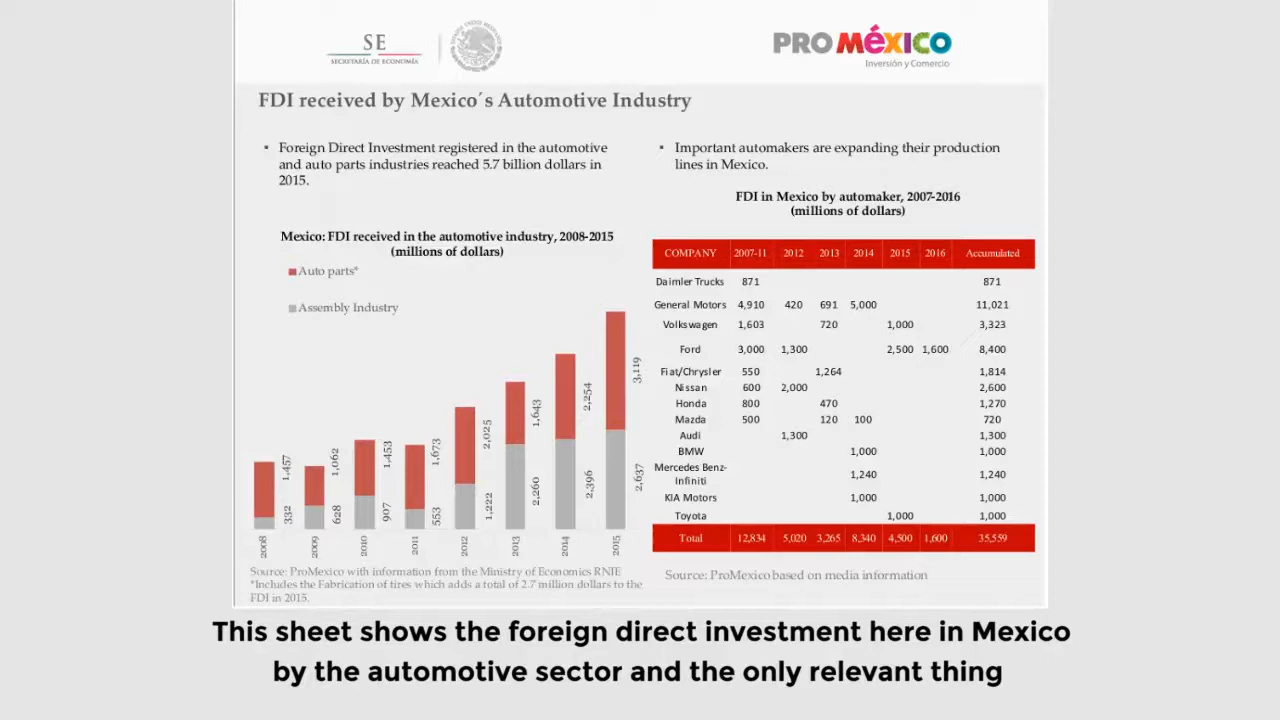 SE
SECRETARÍA DE ECONOMÍA
PRO MéXICO
Inversión y Comercio
FDI received by Mexico´s Automotive Industry
▪ Foreign Direct Investment registered in the automotive
and auto parts industries reached 5.7 billion dollars in
2015.
Mexico: FDI received in the automotive industry, 2008-2015
(millions of dollars)
Auto parts*
Assembly Industry
1,457 1,062 1,453 1,673 2,025 1,643 2,254 3,119
332 628 907 553 1,222 2,260 2,396 2,637
2008 2009 2010 2011 2012 2013 2014 2015
Source: ProMexico with information from the Ministry of Economics RNIE
*Includes the Fabrication of tires which adds a total of 2.7 million dollars to the
FDI in 2015.
▪ Important automakers are expanding their production
lines in Mexico.
FDI in Mexico by automaker, 2007-2016
(millions of dollars)
COMPANY 2007-11 2012 2013 2014 2015 2016 Accumulated
Daimler Trucks 871 871
General Motors 4,910 420 691 5,000 11,021
Volkswagen 1,603 720 1,000 3,323
Ford 3,000 1,300 2,500 1,600 8,400
Fiat/Chrysler 550 1,264 1,814
Nissan 600 2,000 2,600
Honda 800 470 1,270
Mazda 500 120 100 720
Audi 1,300 1,300
BMW 1,000 1,000
Mercedes Benz-
Infiniti 1,240 1,240
KIA Motors 1,000 1,000
Toyota 1,000 1,000
Total 12,834 5,020 3,265 8,340 4,500 1,600 35,559
Source: ProMexico based on media information
This sheet shows the foreign direct investment here in Mexico
by the automotive sector and the only relevant thing